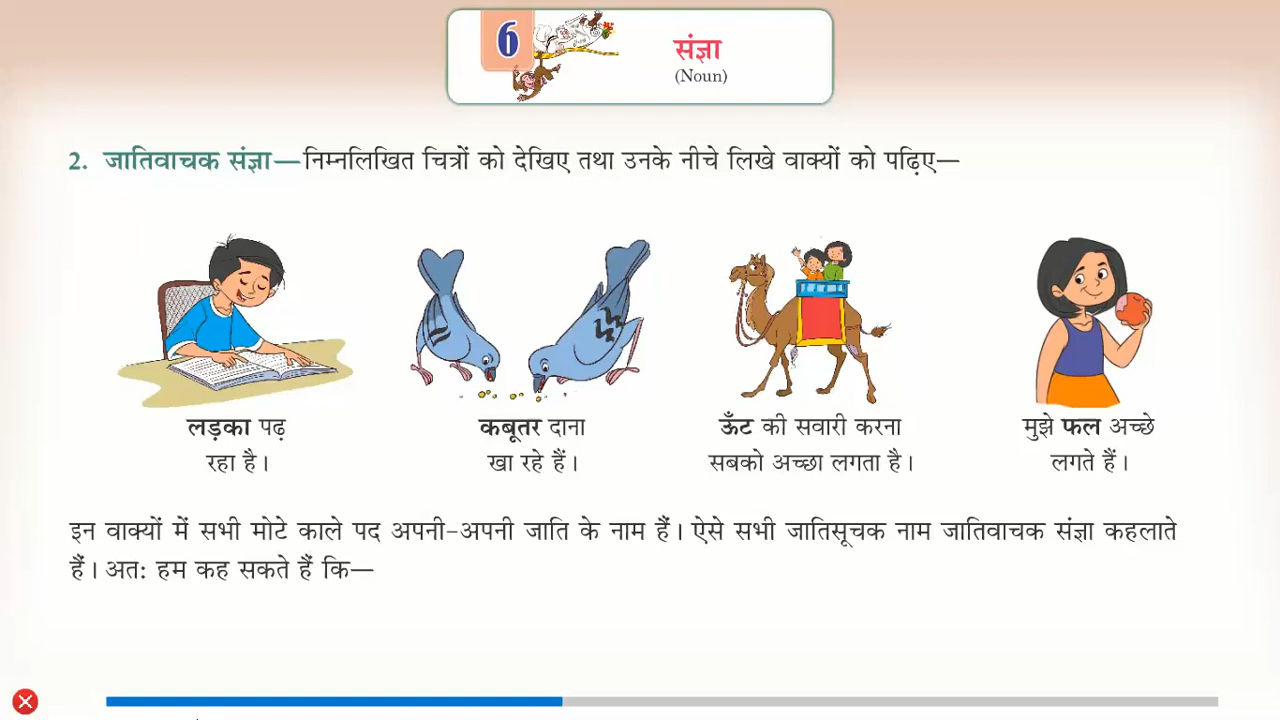 6
संज्ञा
(Noun)
2. जातिवाचक संज्ञा—निम्नलिखित चित्रों को देखिए तथा उनके नीचे लिखे वाक्यों को पढ़िए—
लड़का पढ़
रहा है।
कबूतर दाना
खा रहे हैं।
ऊँट की सवारी करना
सबको अच्छा लगता है।
मुझे फल अच्छे
लगते हैं।
इन वाक्यों में सभी मोटे काले पद अपनी-अपनी जाति के नाम हैं। ऐसे सभी जातिसूचक नाम जातिवाचक संज्ञा कहलाते
हैं। अत: हम कह सकते हैं कि—